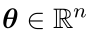 𝜽 ∈ ℝⁿ